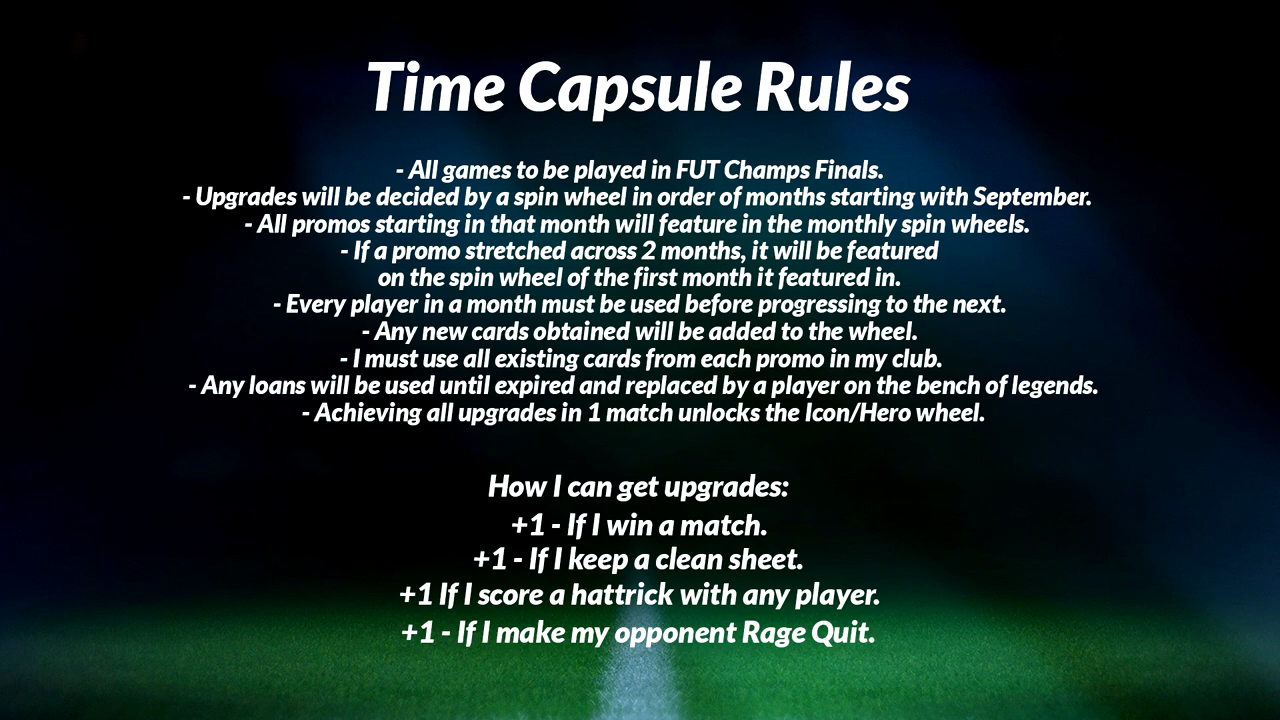 Time Capsule Rules
- All games to be played in FUT Champs Finals.
- Upgrades will be decided by a spin wheel in order of months starting with September.
- All promos starting in that month will feature in the monthly spin wheels.
- If a promo stretched across 2 months, it will be featured
on the spin wheel of the first month it featured in.
- Every player in a month must be used before progressing to the next.
- Any new cards obtained will be added to the wheel.
- I must use all existing cards from each promo in my club.
- Any loans will be used until expired and replaced by a player on the bench of legends.
- Achieving all upgrades in 1 match unlocks the Icon/Hero wheel.
How I can get upgrades:
+1 - If I win a match.
+1 - If I keep a clean sheet.
+1 If I score a hattrick with any player.
+1 - If I make my opponent Rage Quit.